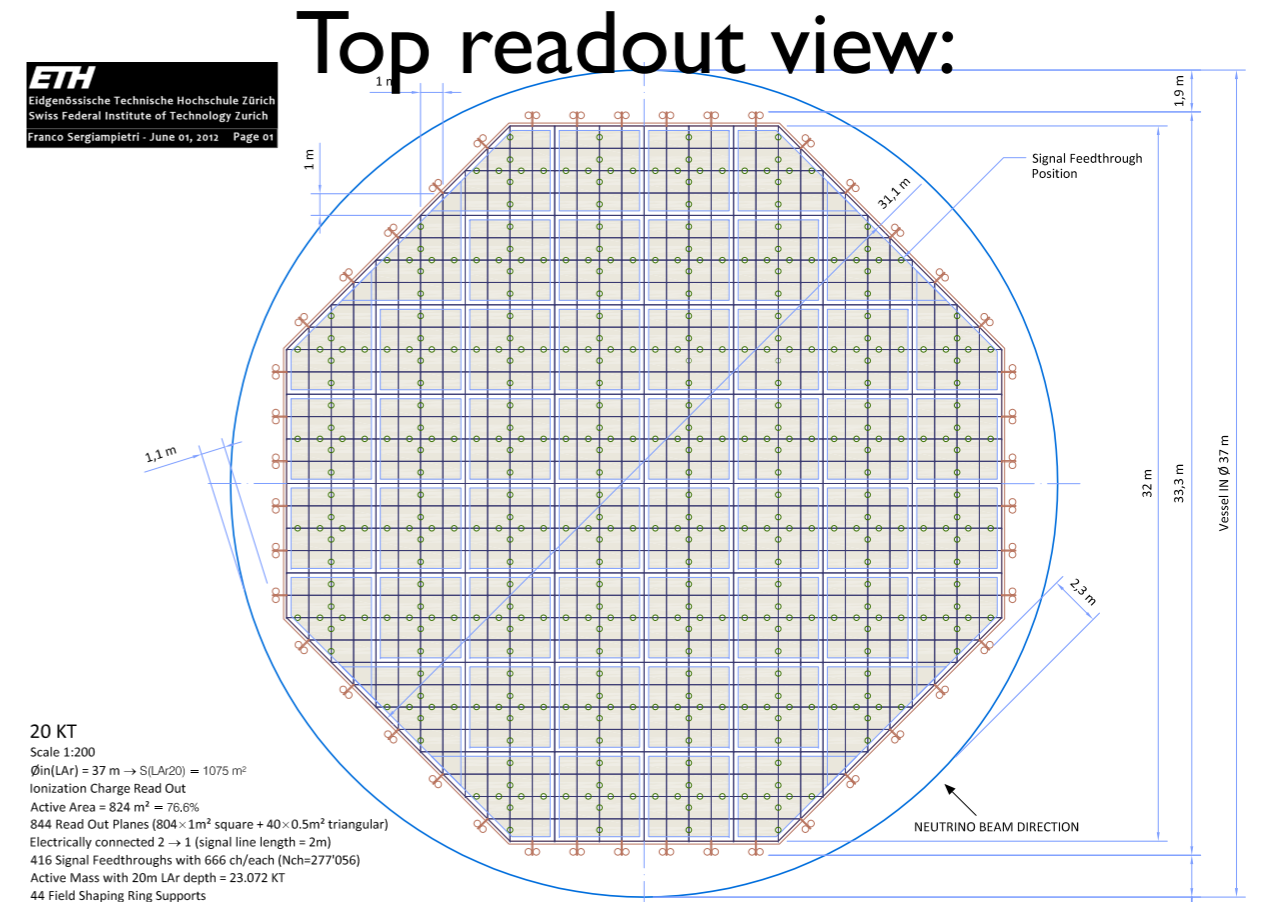 Top readout view:
ETH
Eidgenössische Technische Hochschule Zürich
Swiss Federal Institute of Technology Zurich
Franco Sergiampietri - June 01, 2012 Page 01
1 m
1 m
1,9 m
Signal Feedthrough
Position
31,1 m
1,1 m
32 m
33,3 m
Vessel IN Ø 37 m
2,3 m
NEUTRINO BEAM DIRECTION
20 KT
Scale 1:200
Øin(LAr) = 37 m → S(LAr20) = 1075 m²
Ionization Charge Read Out
Active Area = 824 m² = 76.6%
844 Read Out Planes (804×1m² square + 40×0.5m² triangular)
Electrically connected 2 → 1 (signal line length = 2m)
416 Signal Feedthroughs with 666 ch/each (Nch=277'056)
Active Mass with 20m LAr depth = 23.072 KT
44 Field Shaping Ring Supports